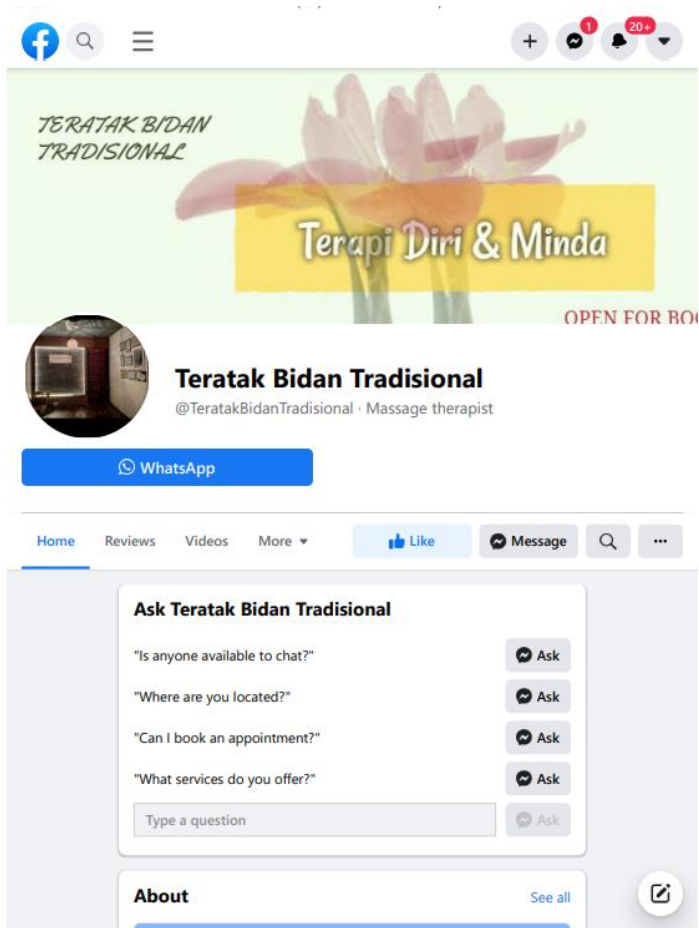 1
20+
TERATAK BIDAN
TRADISIONAL
Terapi Diri & Minda
OPEN FOR BOO
Teratak Bidan Tradisional
@TeratakBidanTradisional · Massage therapist
WhatsApp
Home Reviews Videos More Like Message
Ask Teratak Bidan Tradisional
"Is anyone available to chat?" Ask
"Where are you located?" Ask
"Can I book an appointment?" Ask
"What services do you offer?" Ask
Type a question Ask
About See all